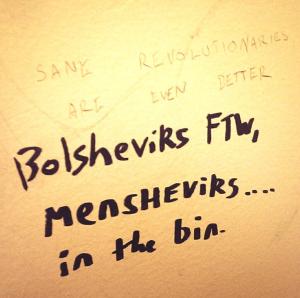 SANE REVOLUTIONARIES
ARE EVEN BETTER
Bolsheviks FTW,
MENSHEVIKS....
in the bin.